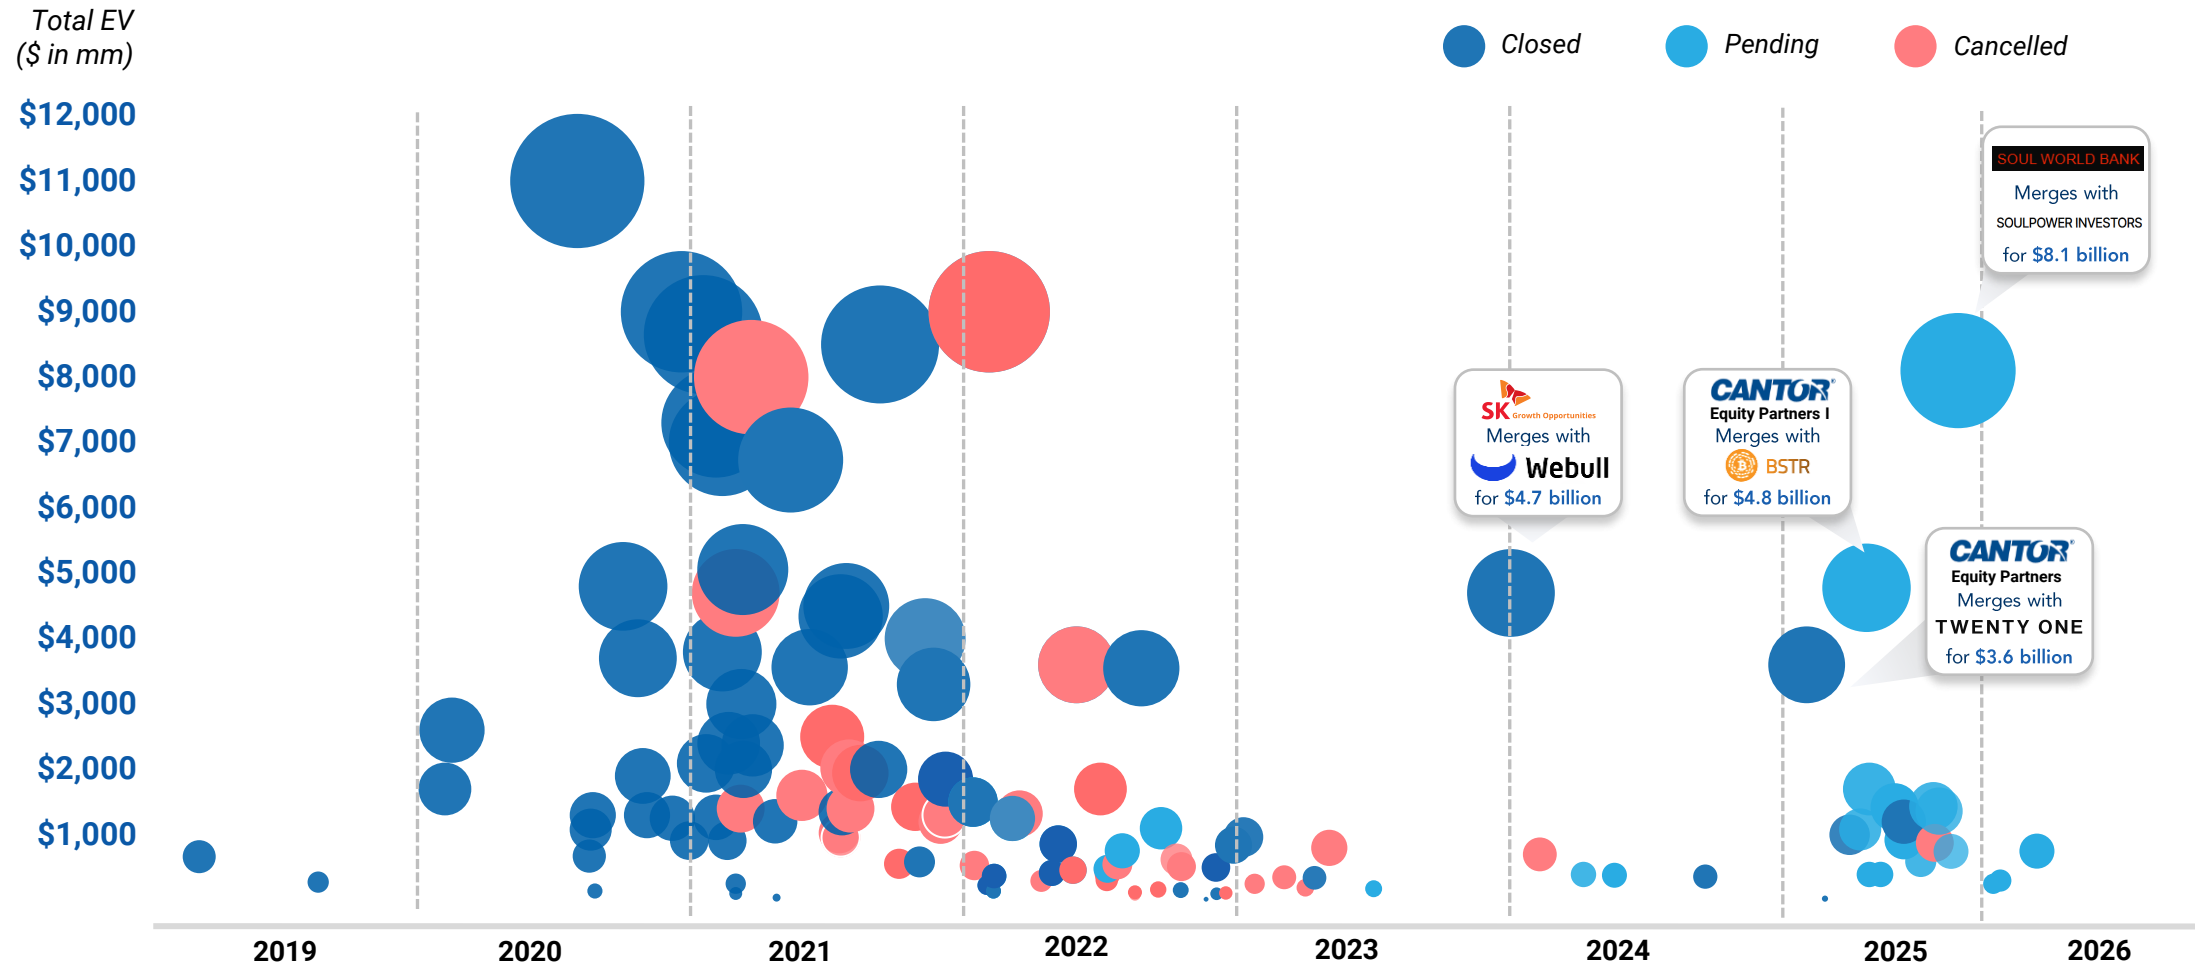 Total EV
($ in mm)
Closed
Pending
Cancelled
$12,000
$11,000
$10,000
$9,000
$8,000
$7,000
$6,000
$5,000
$4,000
$3,000
$2,000
$1,000
SOUL WORLD BANK
Merges with
SOULPOWER INVESTORS
for $8.1 billion
SK Growth Opportunities
Merges with
Webull
for $4.7 billion
CANTOR®
Equity Partners I
Merges with
BSTR
for $4.8 billion
CANTOR®
Equity Partners
Merges with
TWENTY ONE
for $3.6 billion
2019
2020
2021
2022
2023
2024
2025
2026